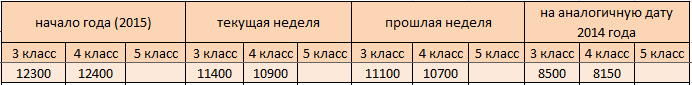 начало года (2015) текущая неделя прошлая неделя на аналогичную дату 2014 года
3 класс 4 класс 5 класс 3 класс 4 класс 5 класс 3 класс 4 класс 5 класс 3 класс 4 класс 5 класс
12300 12400 11400 10900 11100 10700 8500 8150